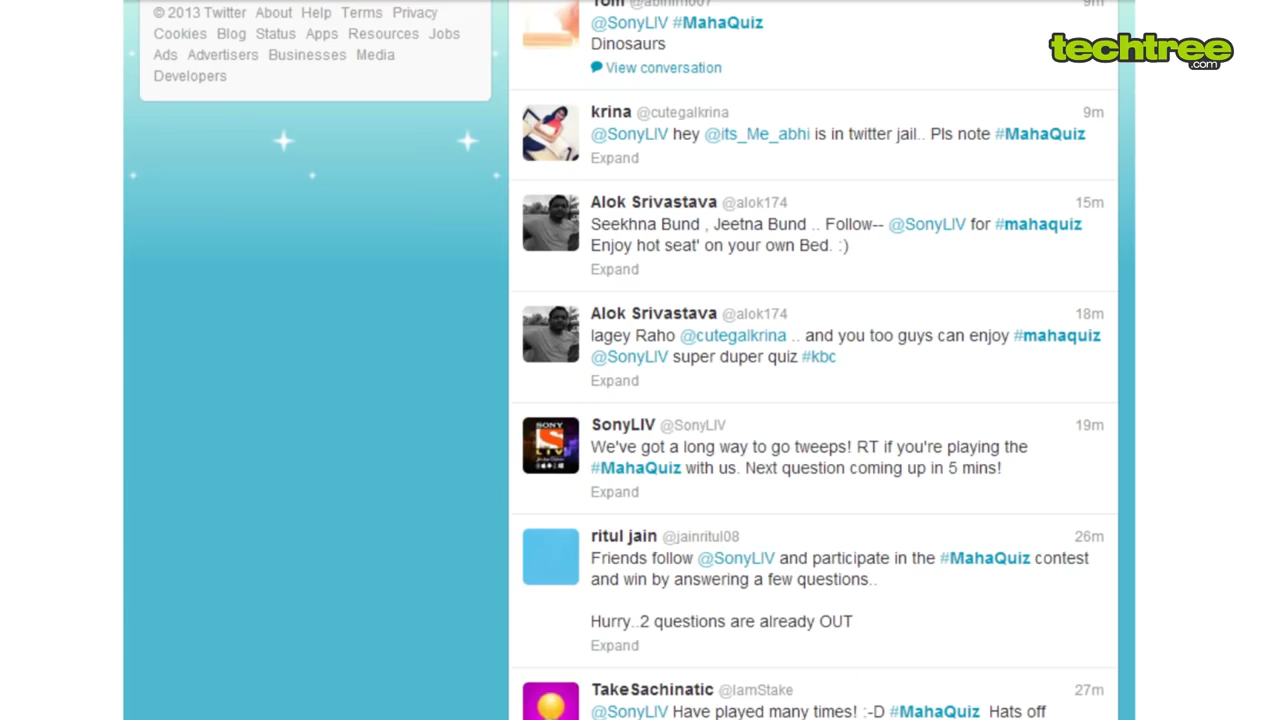 © 2013 Twitter About Help Terms Privacy
Cookies Blog Status Apps Resources Jobs
Ads Advertisers Businesses Media
Developers
techtree
.com
Tom @abhinm007 9m
@SonyLIV #MahaQuiz
Dinosaurs
View conversation
krina @cutegalkrina 9m
@SonyLIV hey @its_Me_abhi is in twitter jail.. Pls note #MahaQuiz
Expand
Alok Srivastava @alok174 15m
Seekhna Bund , Jeetna Bund .. Follow-- @SonyLIV for #mahaquiz
Enjoy hot seat' on your own Bed. :)
Expand
Alok Srivastava @alok174 18m
lagey Raho @cutegalkrina .. and you too guys can enjoy #mahaquiz
@SonyLIV super duper quiz #kbc
Expand
SONY
LIV
SonyLIV @SonyLIV 19m
We've got a long way to go tweeps! RT if you're playing the
#MahaQuiz with us. Next question coming up in 5 mins!
Expand
ritul jain @jainritul08 26m
Friends follow @SonyLIV and participate in the #MahaQuiz contest
and win by answering a few questions..
Hurry..2 questions are already OUT
Expand
TakeSachinatic @IamStake 27m
@SonyLIV Have played many times! :-D #MahaQuiz Hats off